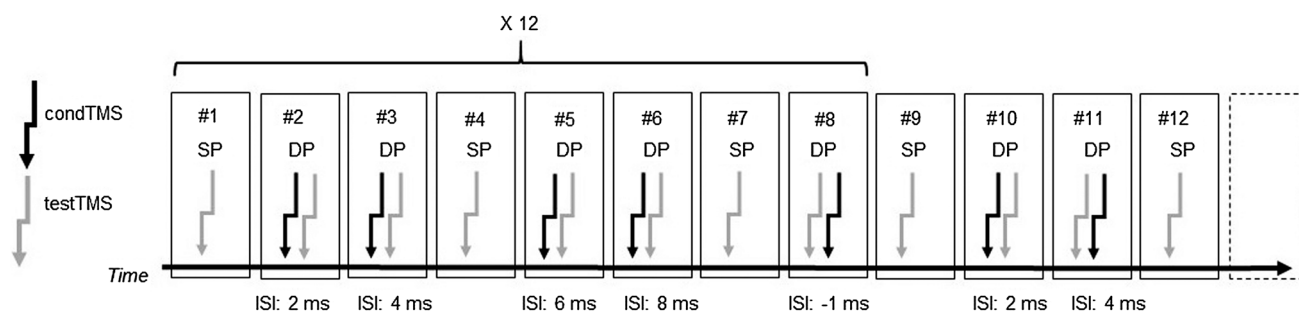 X 12
condTMS
testTMS
#1 #2 #3 #4 #5 #6 #7 #8 #9 #10 #11 #12
SP DP DP SP DP DP SP DP SP DP DP SP
Time
ISI: 2 ms ISI: 4 ms ISI: 6 ms ISI: 8 ms ISI: -1 ms ISI: 2 ms ISI: 4 ms